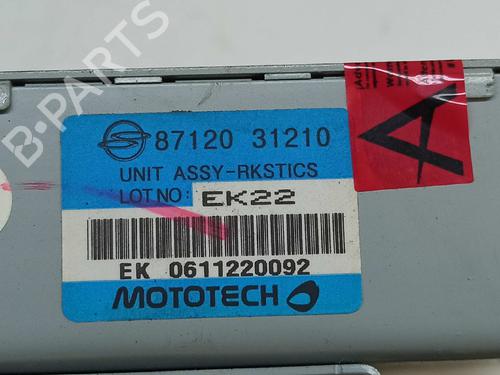 B-PARTS
87120 31210
UNIT ASSY-RKSTICS
LOT NO: EK22
EK 0611220092
MOTOTECH
A